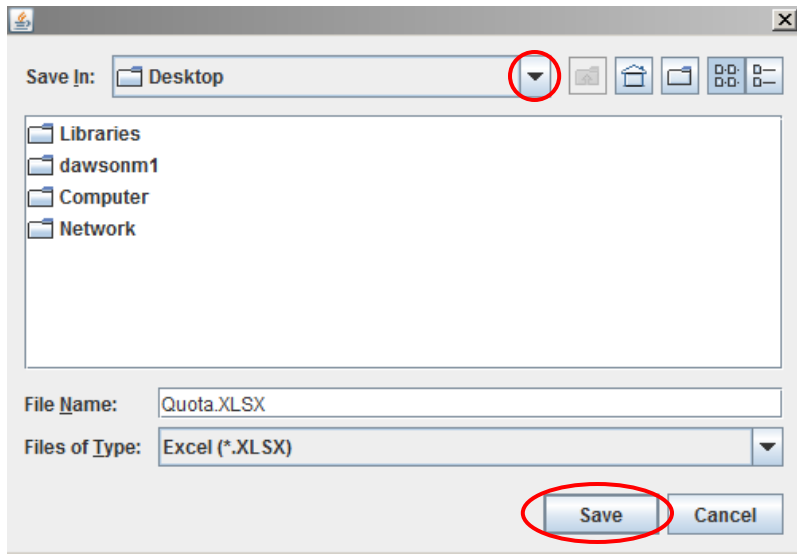 Save In: Desktop
Libraries
dawsonm1
Computer
Network
File Name: Quota.XLSX
Files of Type: Excel (*.XLSX)
Save Cancel